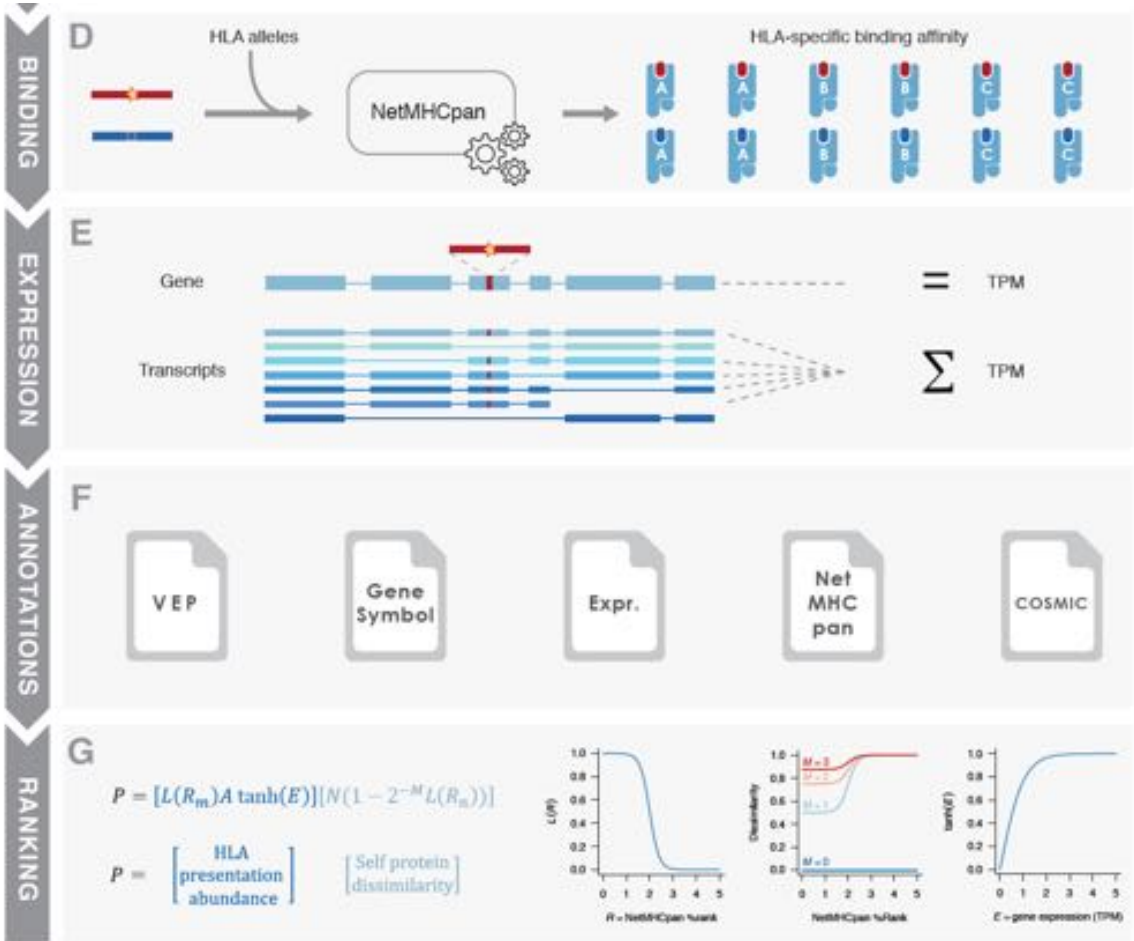 BINDING
D
HLA alleles
NetMHCpan
HLA-specific binding affinity
A A B B C C
A A B B C C
EXPRESSION
E
Gene
= TPM
Transcripts
Σ TPM
ANNOTATIONS
F
VEP
Gene
Symbol
Expr.
Net
MHC
pan
COSMIC
RANKING
G
P = [L(Rₘ)A tanh(E)][N(1 − 2⁻ᴹL(Rₙ))]
P = [HLA
presentation
abundance]
[Self protein
dissimilarity]
L(R)
1.0
0.8
0.6
0.4
0.2
0.0
0 1 2 3 4 5
R = NetMHCpan %rank
Dissimilarity
1.0
0.8
0.6
0.4
0.2
0.0
M = 3
M = 2
M = 1
M = 0
0 1 2 3 4 5
NetMHCpan %Rank
tanh(E)
1.0
0.8
0.6
0.4
0.2
0.0
0 1 2 3 4 5
E = gene expression (TPM)